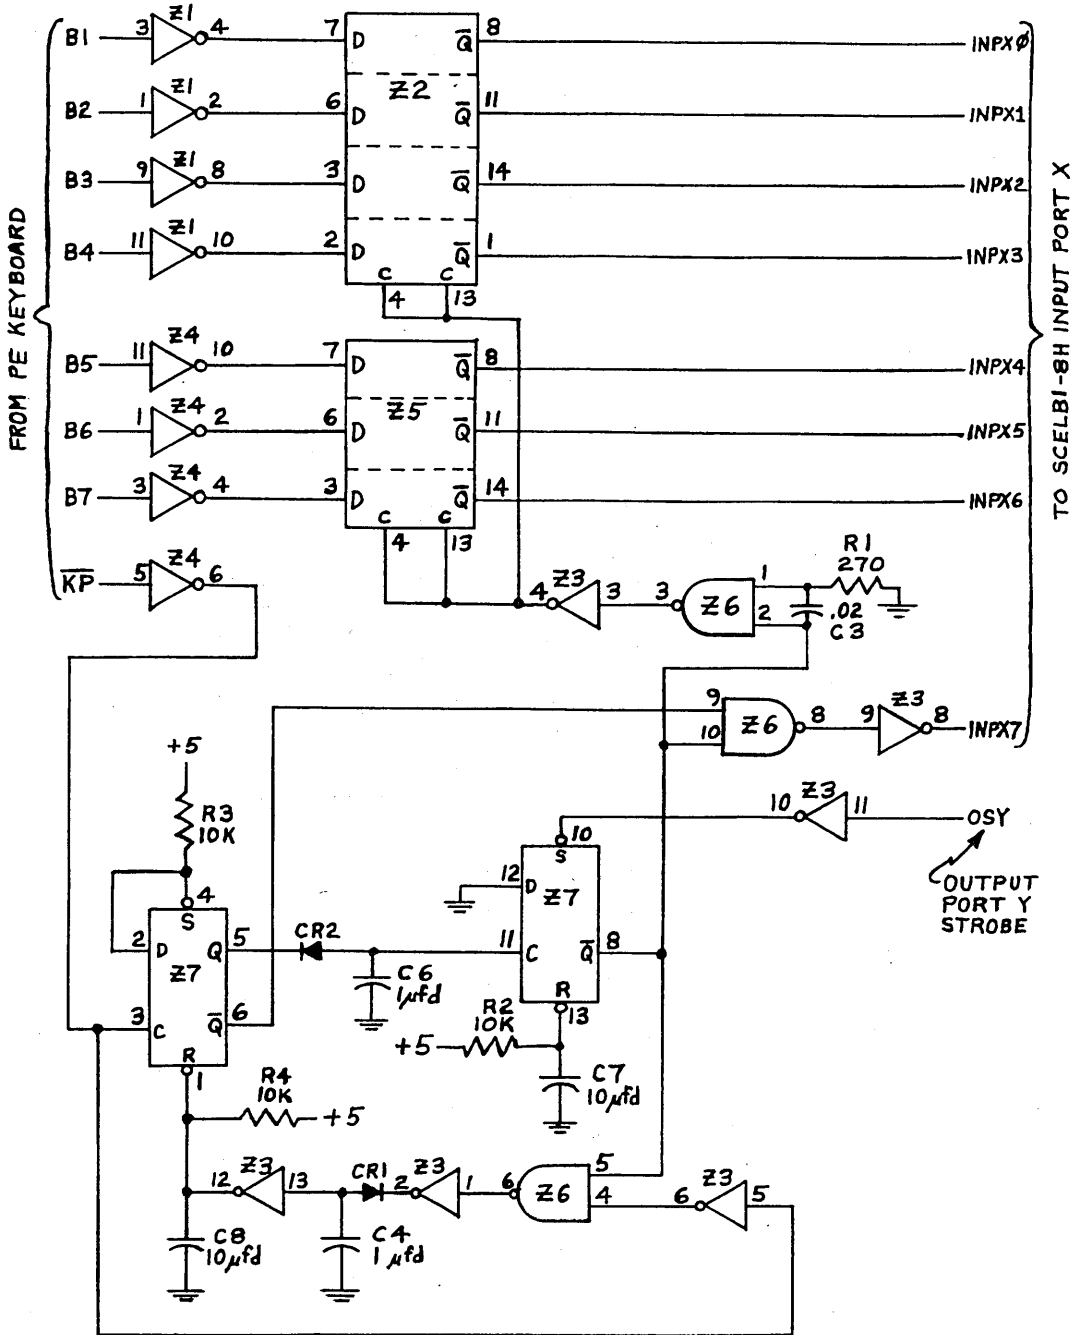 B1 3 Z1 4 7 D Q 8 INPXØ
B2 1 Z1 2 6 D Z2 Q 11 INPX1
B3 9 Z1 8 3 D Q 14 INPX2
B4 11 Z1 10 2 D Q 1 INPX3
C C
4 13
B5 11 Z4 10 7 D Q 8 INPX4
B6 1 Z4 2 6 D Z5 Q 11 INPX5
B7 3 Z4 4 3 D Q 14 INPX6
C C
4 13
KP 5 Z4 6
FROM PE KEYBOARD
TO SCELBI-8H INPUT PORT X
4 Z3 3 3 Z6 1 2
R1
270
.02
C3
9 10 Z6 8 9 Z3 8 INPX7
10 Z3 11 OSY
OUTPUT
PORT Y
STROBE
+5
R3
10K
4
S
2 D Q 5
Z7
3 C Q 6
R
1
CR2
C6
1µfd
10
S
12 D
Z7
11 C Q 8
R
13
R2
10K
+5
C7
10µfd
R4
10K
+5
12 Z3 13 CR1 2 Z3 1 6 Z6 5 4 6 Z3 5
C8
10µfd
C4
1µfd